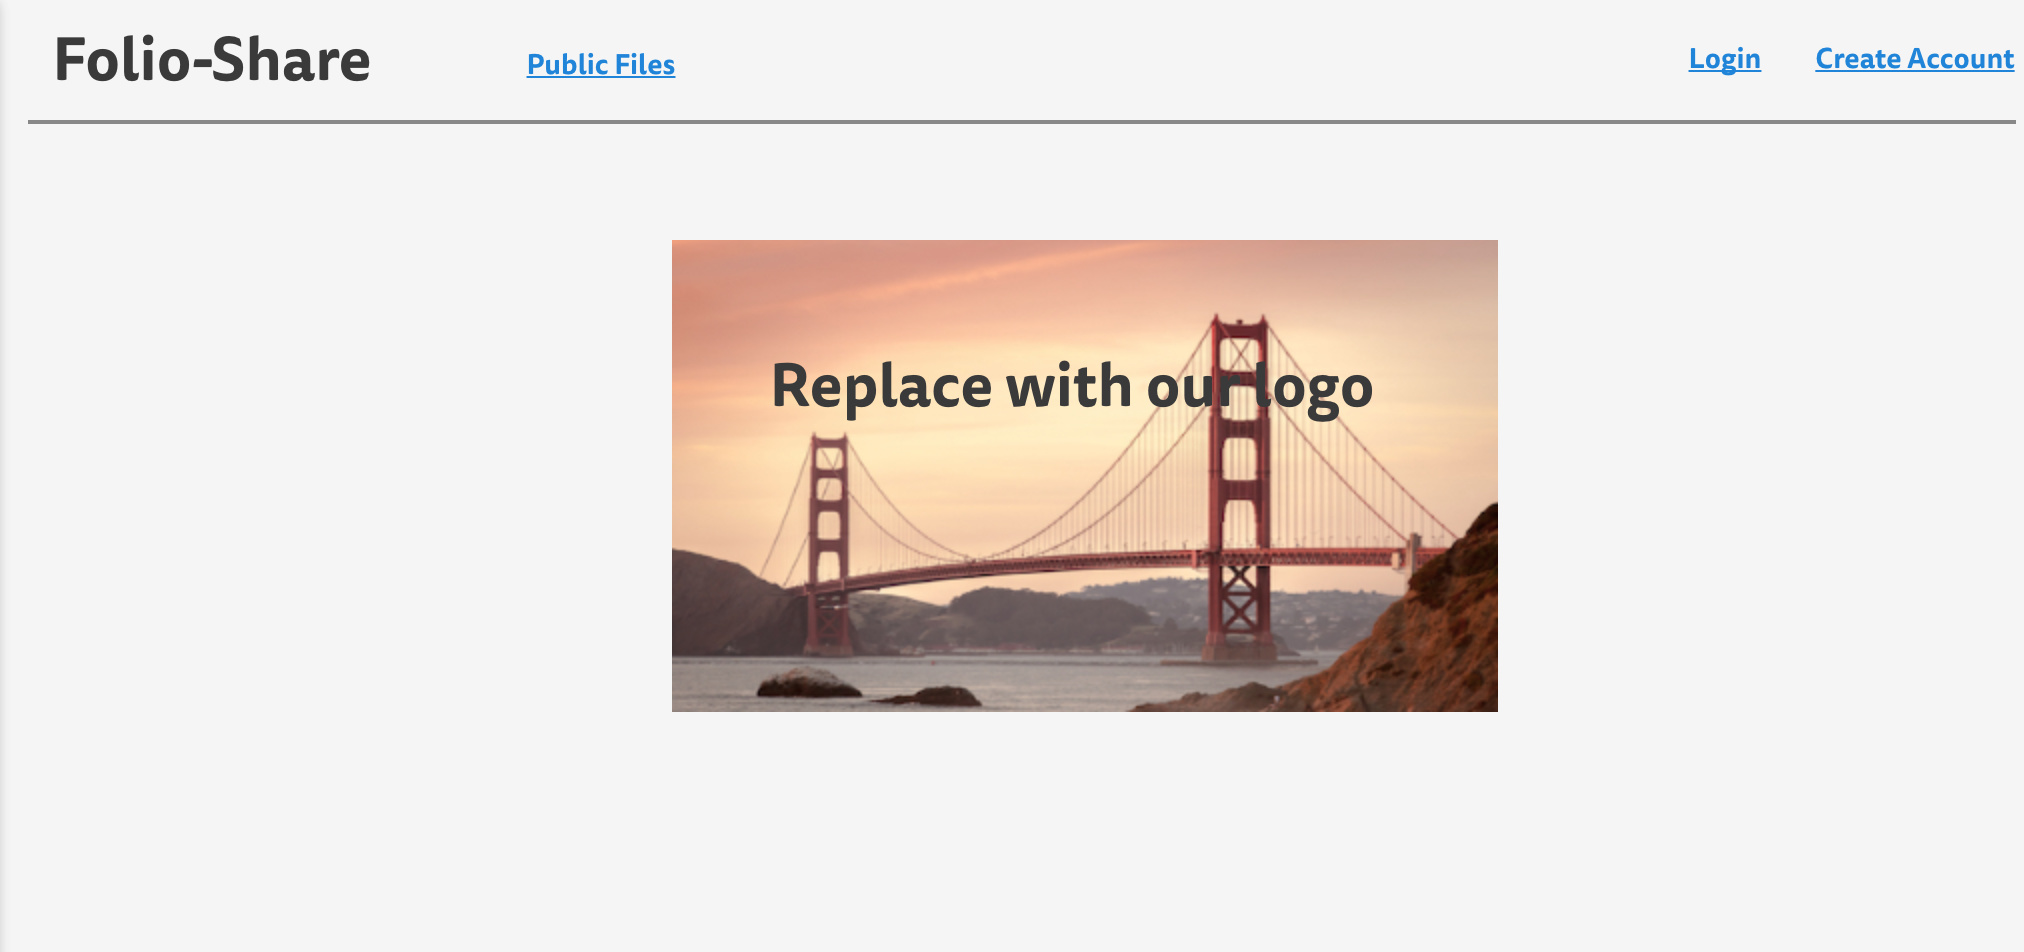 Folio-Share
Public Files
Login
Create Account
Replace with our logo